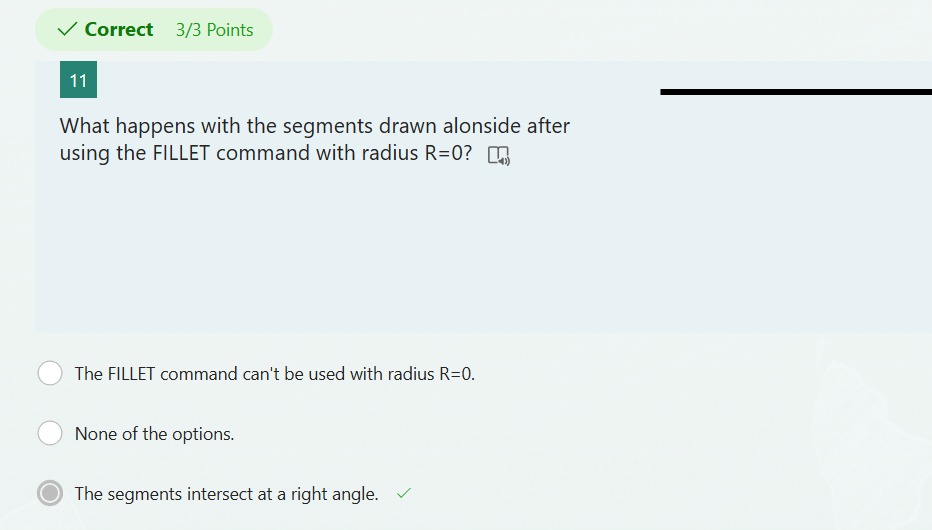 Correct 3/3 Points
11
What happens with the segments drawn alonside after
using the FILLET command with radius R=0?
The FILLET command can't be used with radius R=0.
None of the options.
The segments intersect at a right angle.